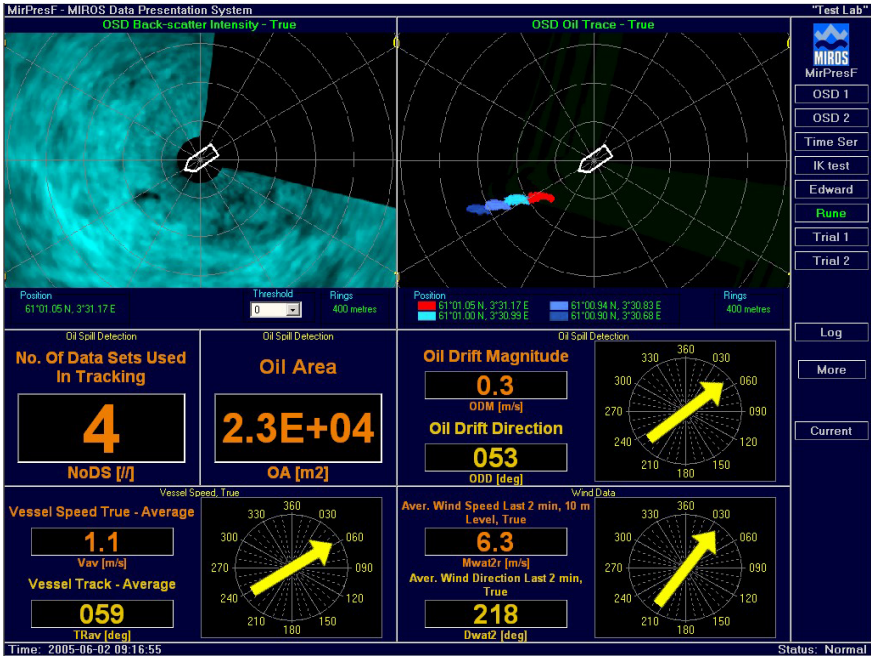 MirPresF - MIROS Data Presentation System
"Test Lab"
OSD Back-scatter Intensity - True
OSD Oil Trace - True
MIROS
MirPresF
OSD 1
OSD 2
Time Ser
IK test
Edward
Rune
Trial 1
Trial 2
Log
More
Current
Position
61°01.05 N, 3°31.17 E
Threshold
0
Rings
400 metres
Position
61°01.05 N, 3°31.17 E
61°00.94 N, 3°30.83 E
61°01.00 N, 3°30.99 E
61°00.90 N, 3°30.68 E
Rings
400 metres
Oil Spill Detection
No. Of Data Sets Used
In Tracking
4
NoDS [//]
Oil Spill Detection
Oil Area
2.3E+04
OA [m2]
Oil Spill Detection
Oil Drift Magnitude
0.3
ODM [m/s]
Oil Drift Direction
053
ODD [deg]
360
030
060
090
120
150
180
210
240
270
300
330
Vessel Speed, True
Vessel Speed True - Average
1.1
Vav [m/s]
Vessel Track - Average
059
TRav [deg]
360
030
060
090
120
150
180
210
240
270
300
330
Wind Data
Aver. Wind Speed Last 2 min, 10 m
Level, True
6.3
Mwat2r [m/s]
Aver. Wind Direction Last 2 min,
True
218
Dwat2 [deg]
360
030
060
090
120
150
180
210
240
270
300
330
Time: 2005-06-02 09:16:55
Status: Normal